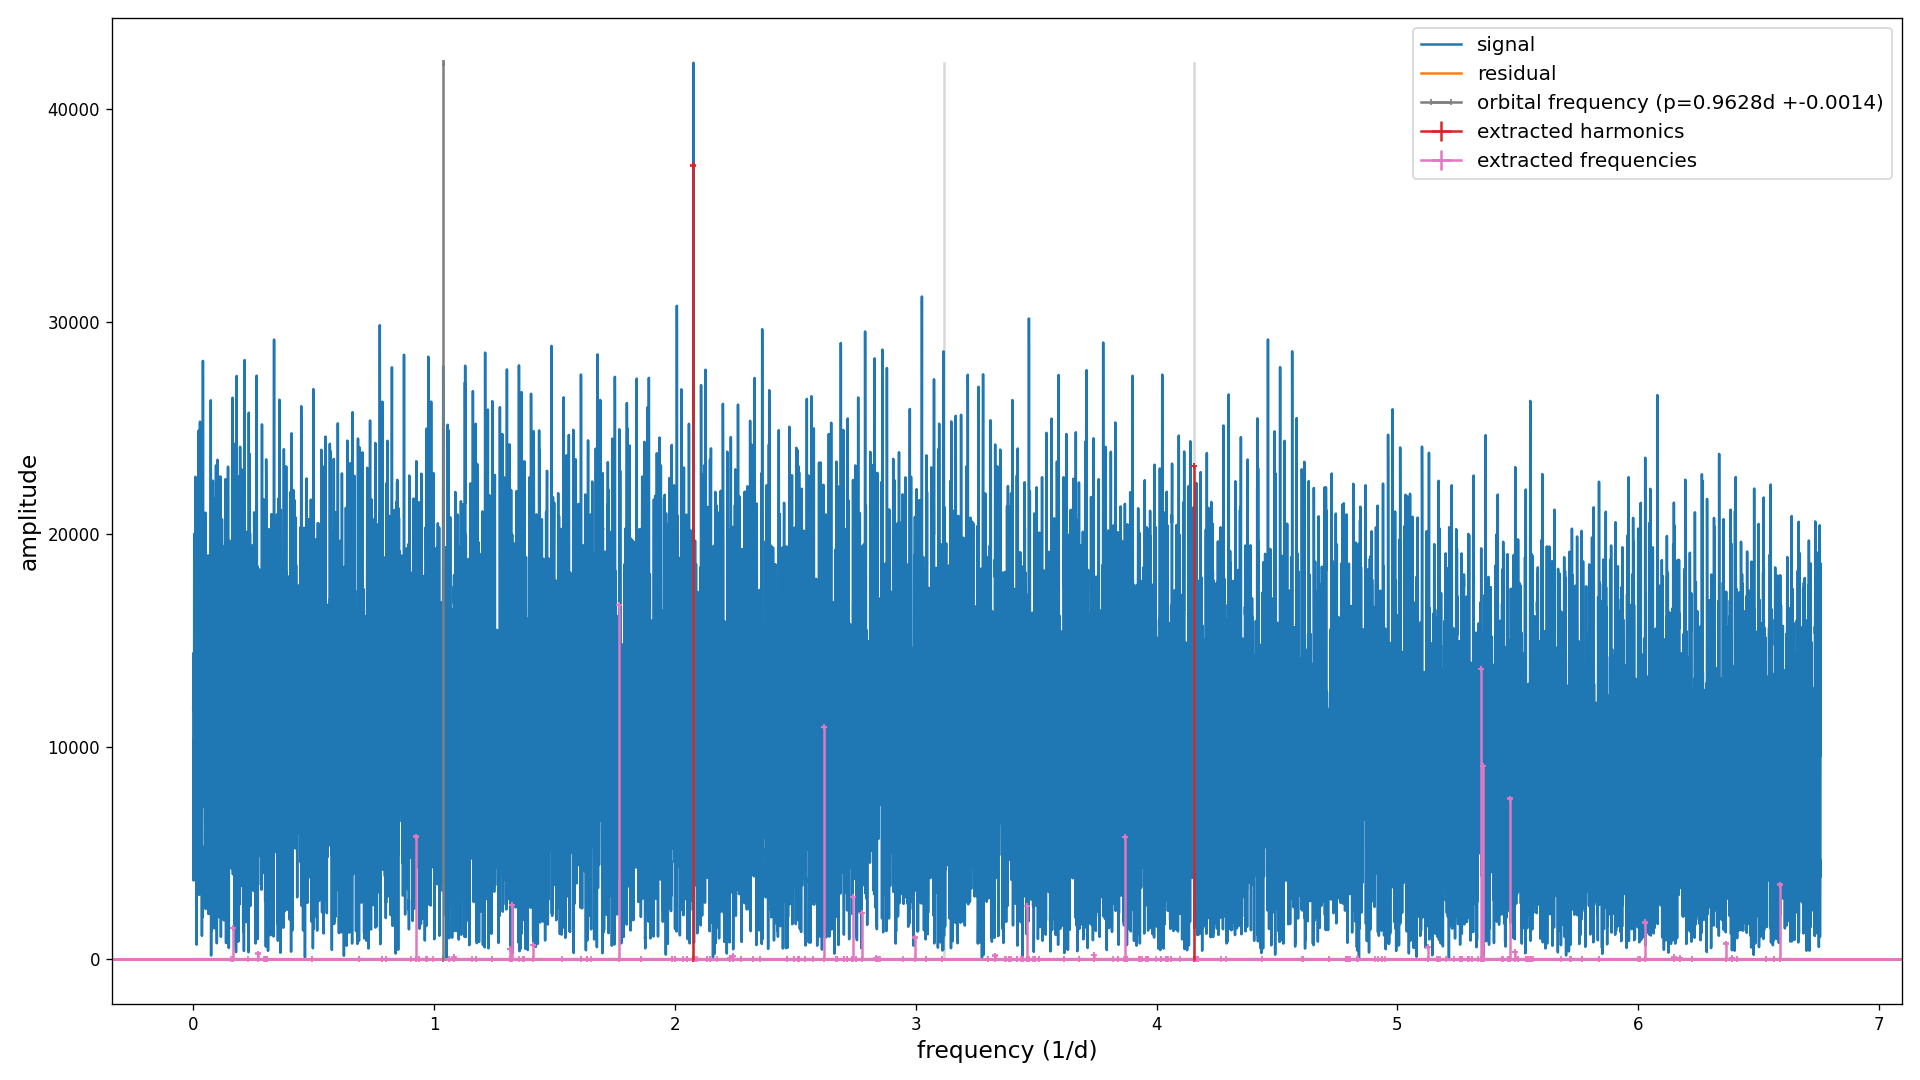 signal
residual
orbital frequency (p=0.9628d +-0.0014)
extracted harmonics
extracted frequencies
40000
30000
20000
10000
0
amplitude
0 1 2 3 4 5 6 7
frequency (1/d)